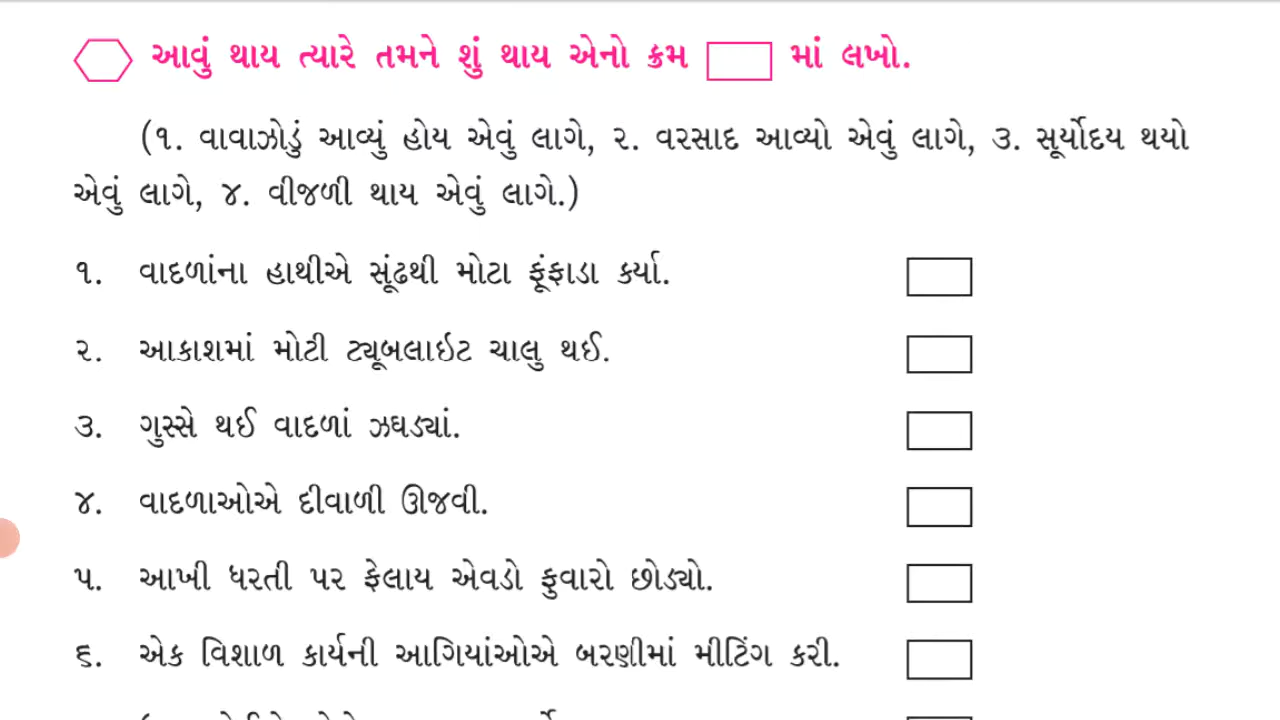 આવું થાય ત્યારે તમને શું થાય એનો ક્રમ માં લખો.
(૧. વાવાઝોડું આવ્યું હોય એવું લાગે, ૨. વરસાદ આવ્યો એવું લાગે, ૩. સૂર્યોદય થયો
એવું લાગે, ૪. વીજળી થાય એવું લાગે.)
૧. વાદળાંના હાથીએ સૂંઢથી મોટા ફૂંફાડા કર્યા.
૨. આકાશમાં મોટી ટ્યૂબલાઇટ ચાલુ થઈ.
૩. ગુસ્સે થઈ વાદળાં ઝઘડ્યાં.
૪. વાદળાઓએ દીવાળી ઊજવી.
૫. આખી ધરતી પર ફેલાય એવડો ફુવારો છોડ્યો.
૬. એક વિશાળ કાર્યની આગિયાંઓએ બરણીમાં મીટિંગ કરી.